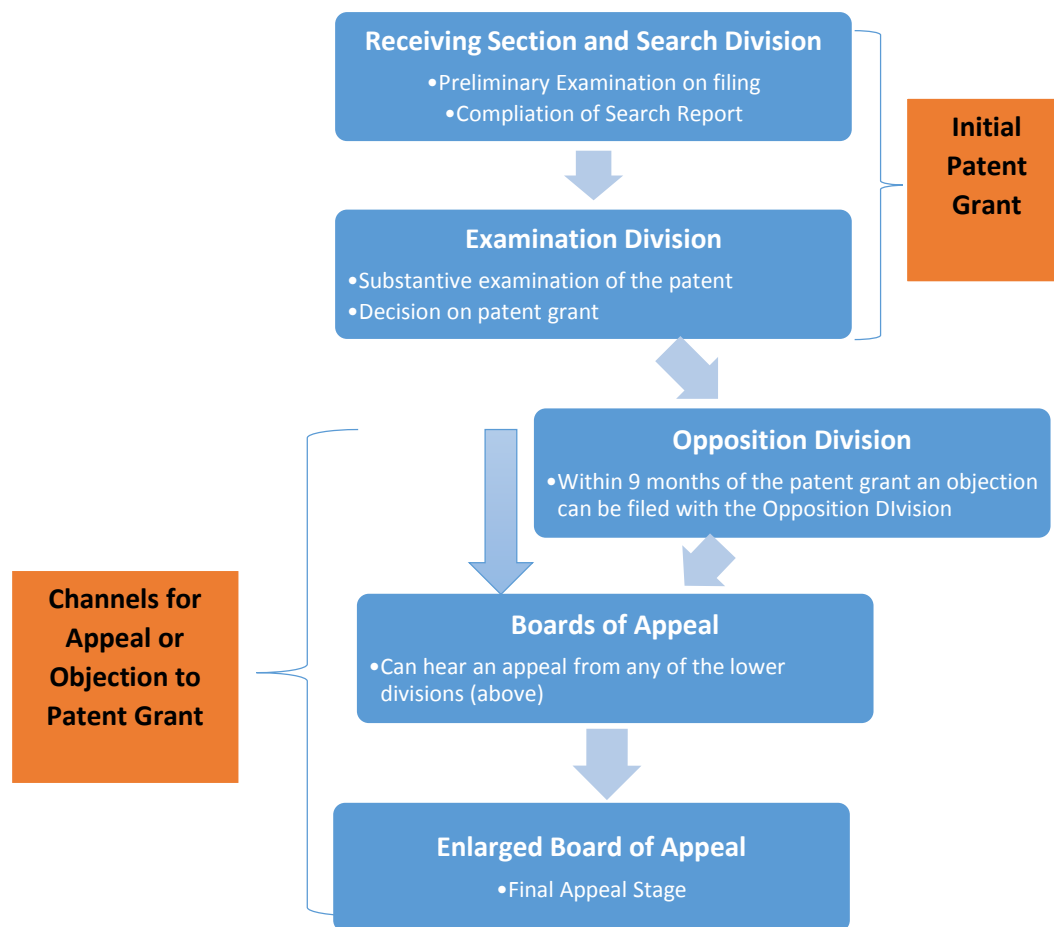 Receiving Section and Search Division
•Preliminary Examination on filing
•Compliation of Search Report
Initial
Patent
Grant
Examination Division
•Substantive examination of the patent
•Decision on patent grant
Opposition Division
•Within 9 months of the patent grant an objection
can be filed with the Opposition DIvision
Channels for
Appeal or
Objection to
Patent Grant
Boards of Appeal
•Can hear an appeal from any of the lower
divisions (above)
Enlarged Board of Appeal
•Final Appeal Stage